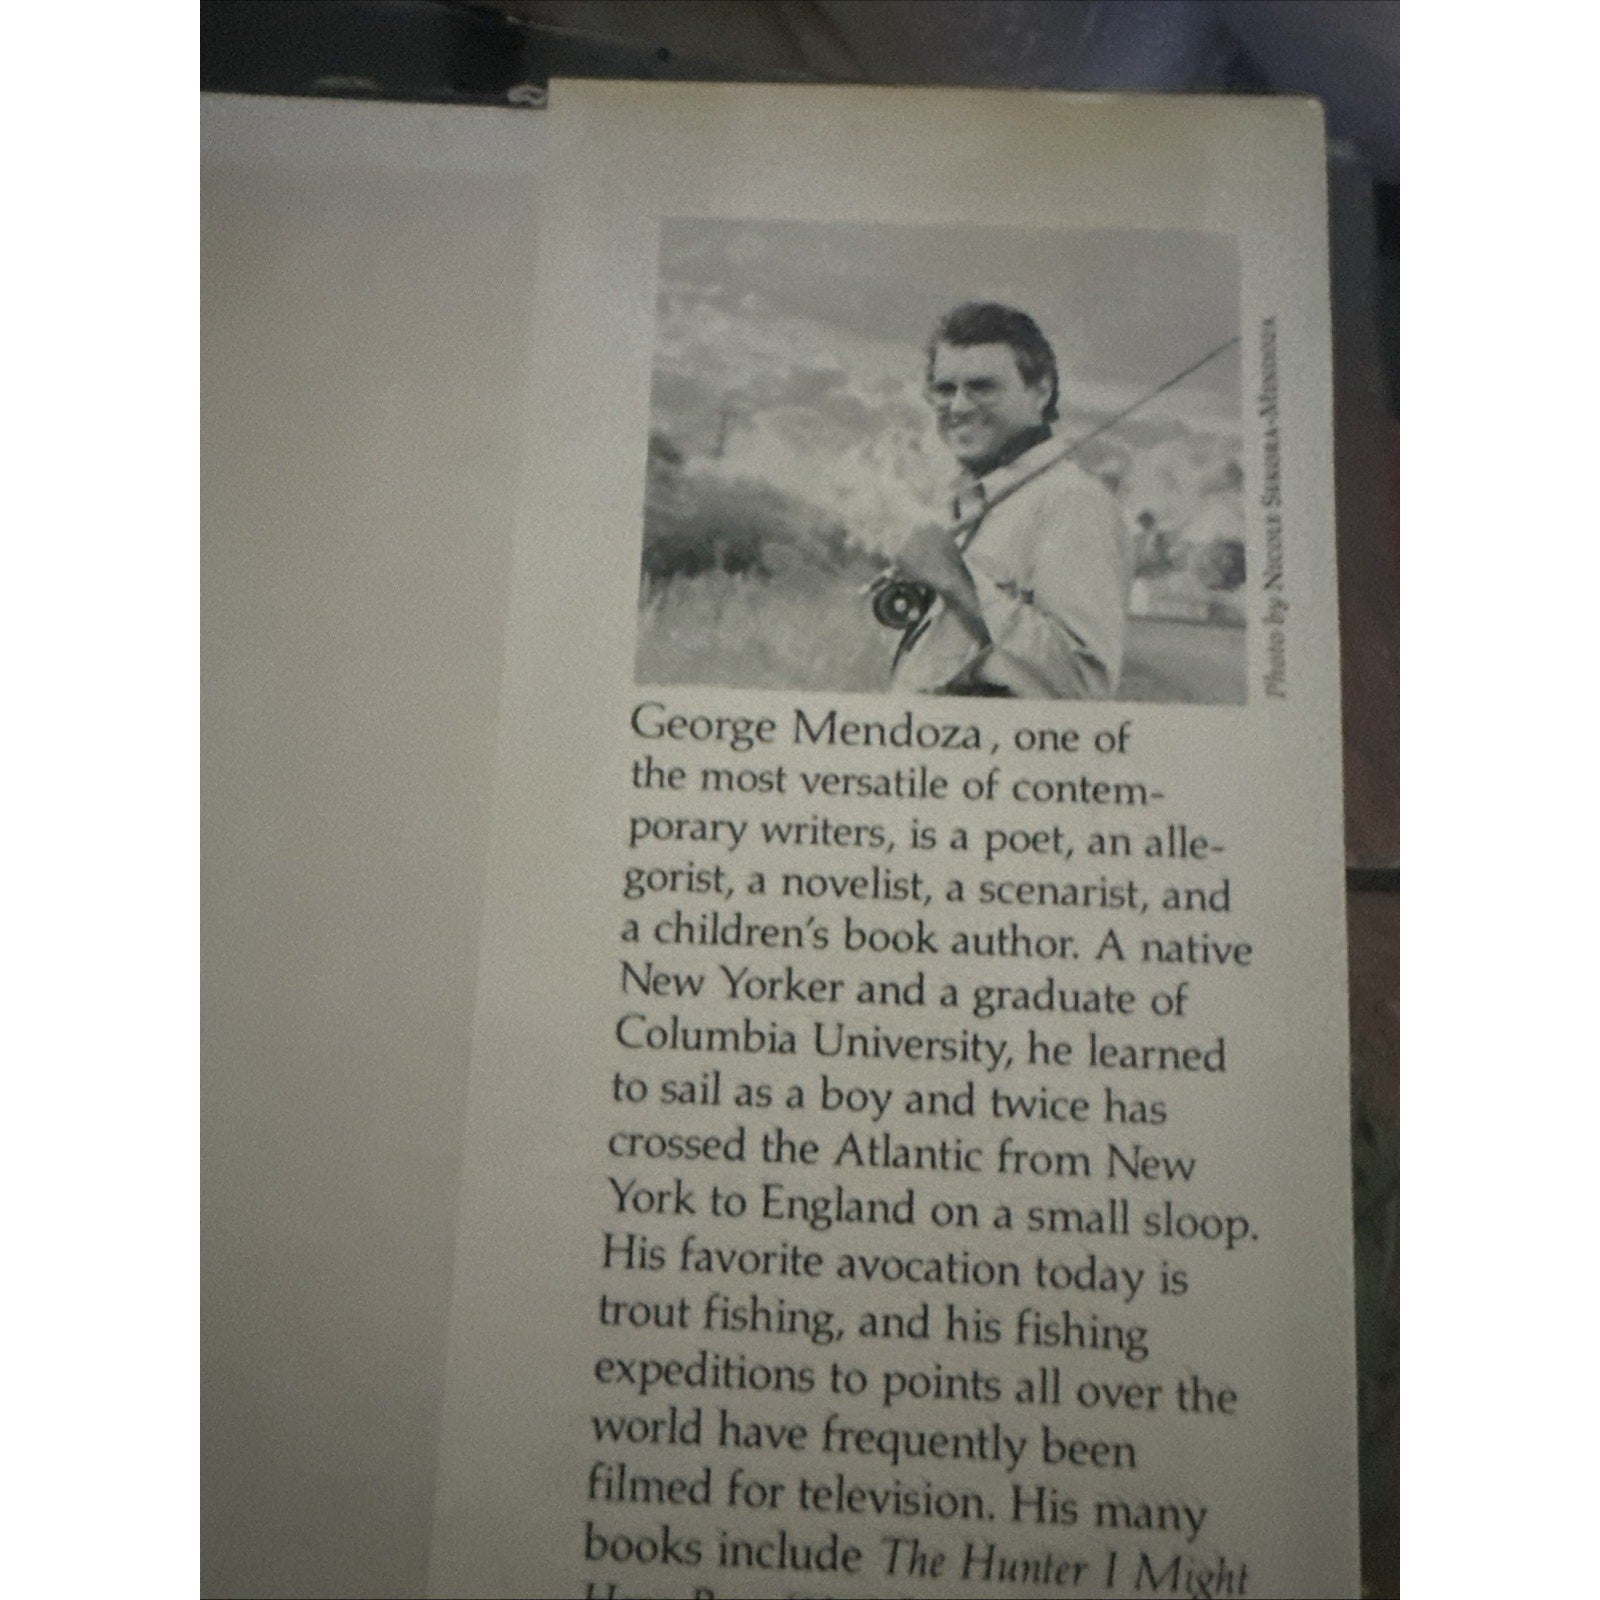 Photo by NICOLE SEKORA-MENDOZA
George Mendoza, one of
the most versatile of contem-
porary writers, is a poet, an alle-
gorist, a novelist, a scenarist, and
a children's book author. A native
New Yorker and a graduate of
Columbia University, he learned
to sail as a boy and twice has
crossed the Atlantic from New
York to England on a small sloop.
His favorite avocation today is
trout fishing, and his fishing
expeditions to points all over the
world have frequently been
filmed for television. His many
books include The Hunter I Might